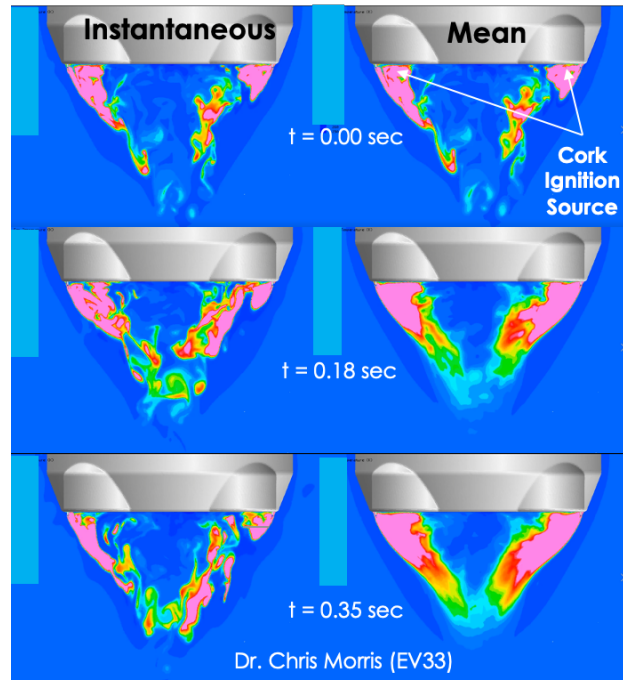 Instantaneous
Mean
t = 0.00 sec
Cork
Ignition
Source
t = 0.18 sec
t = 0.35 sec
Dr. Chris Morris (EV33)